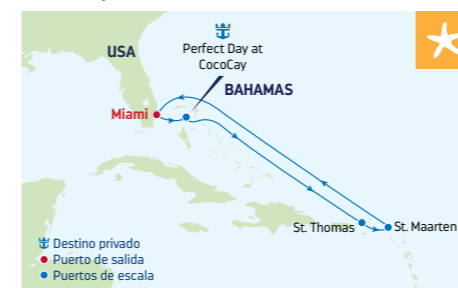 USA
Perfect Day at
CocoCay
BAHAMAS
Miami
St. Thomas
St. Maarten
Destino privado
Puerto de salida
Puertos de escala